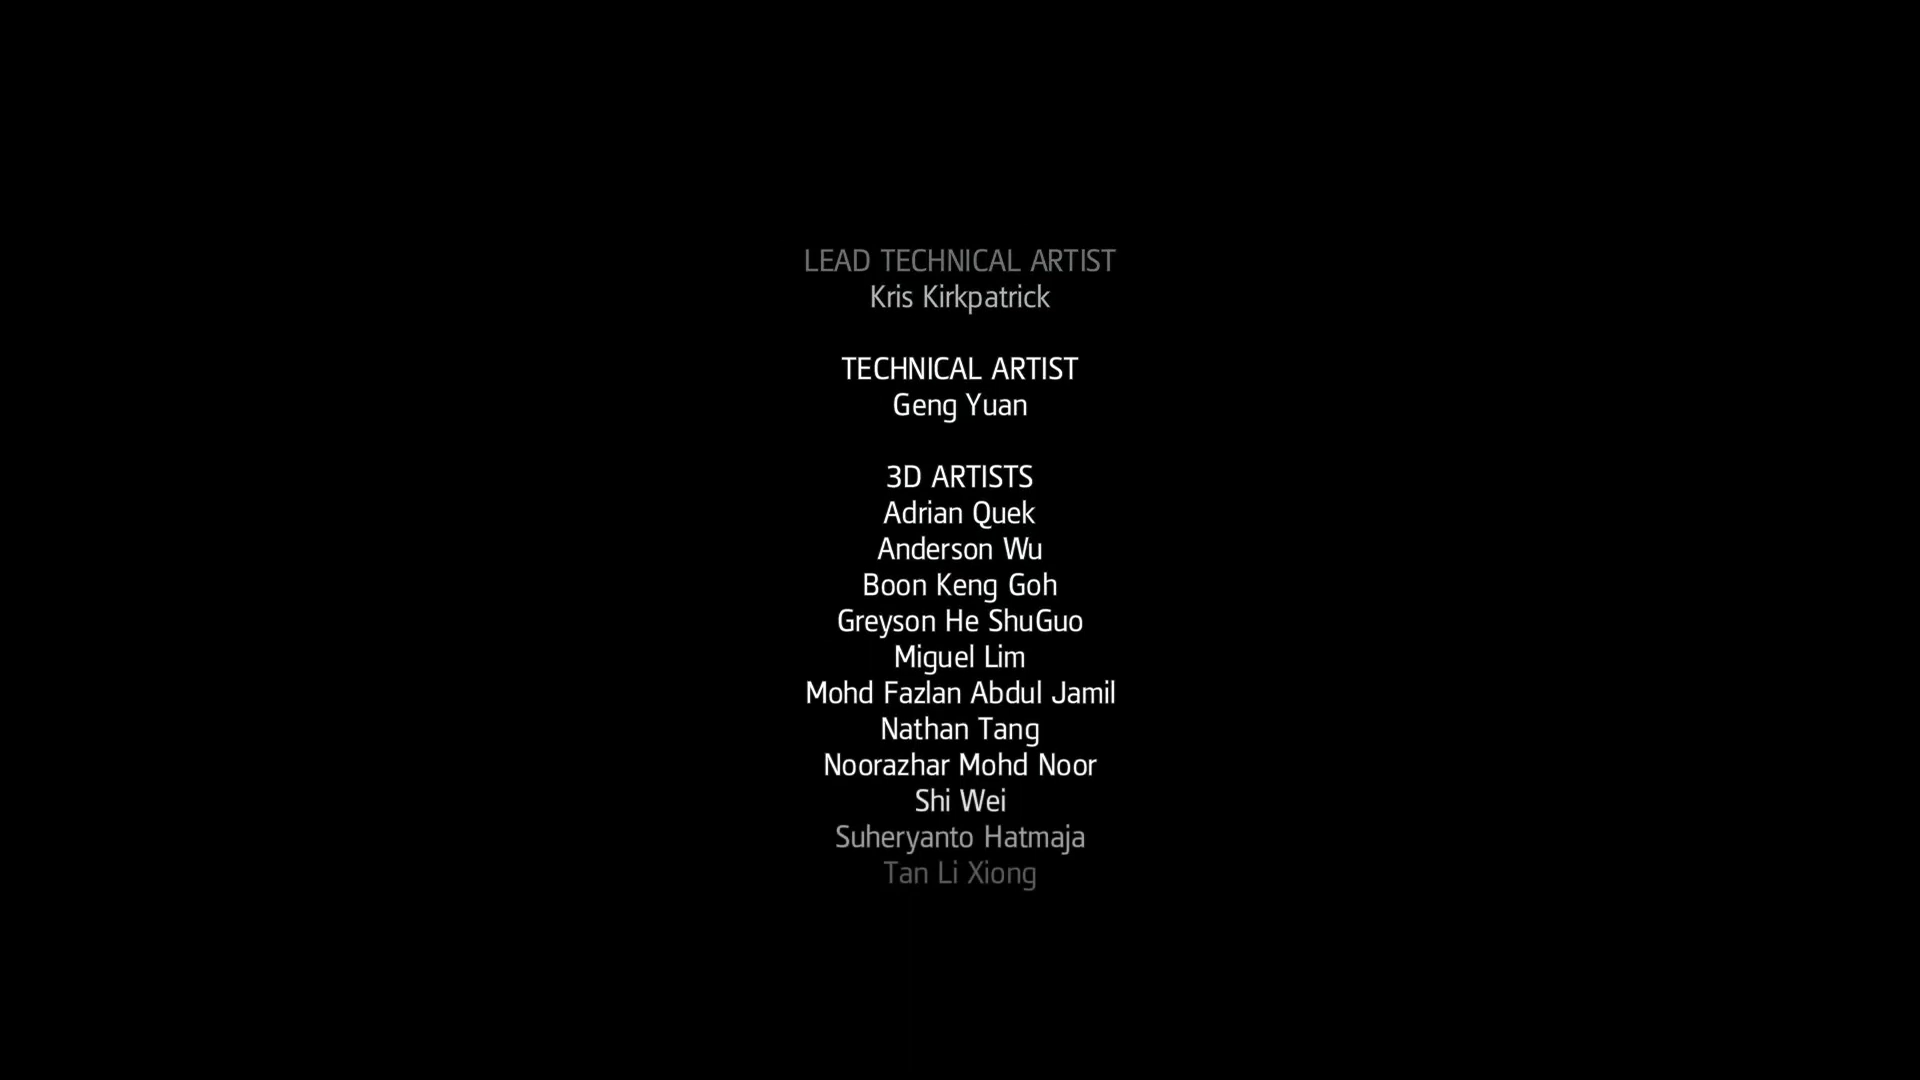 LEAD TECHNICAL ARTIST
Kris Kirkpatrick
TECHNICAL ARTIST
Geng Yuan
3D ARTISTS
Adrian Quek
Anderson Wu
Boon Keng Goh
Greyson He ShuGuo
Miguel Lim
Mohd Fazlan Abdul Jamil
Nathan Tang
Noorazhar Mohd Noor
Shi Wei
Suheryanto Hatmaja
Tan Li Xiong